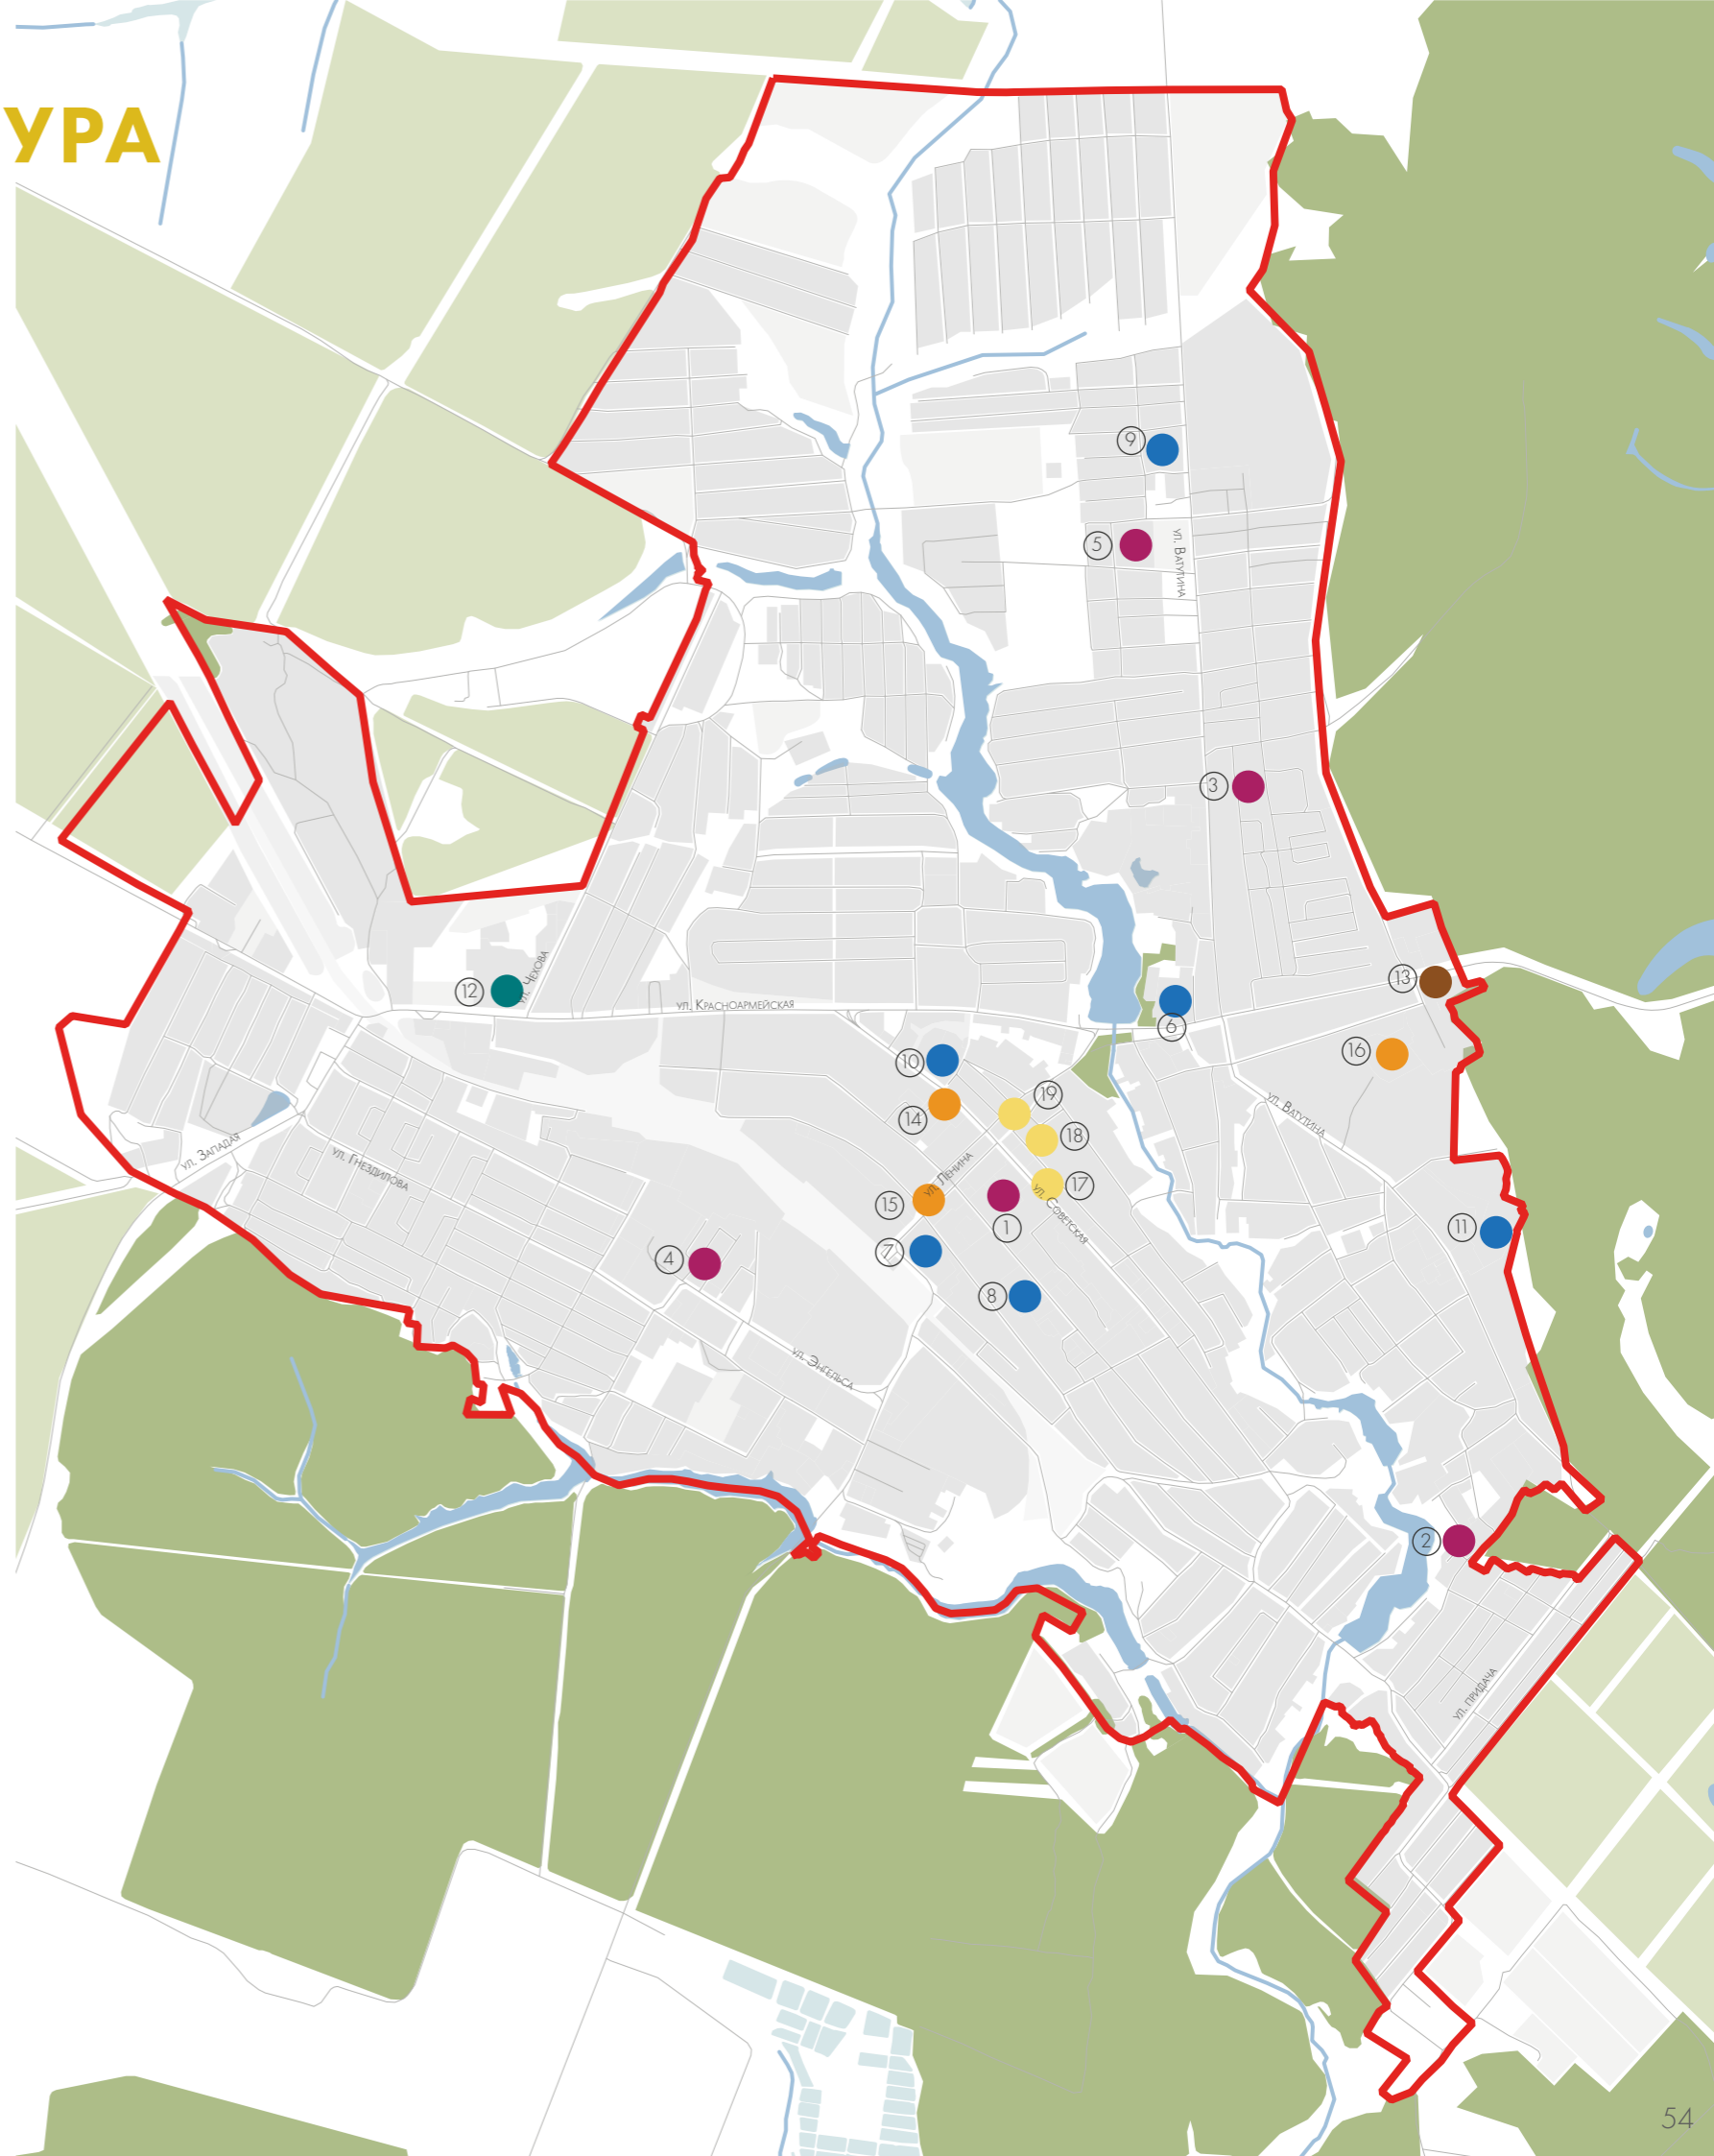 УРА
9
5
ул. Ватутина
3
12
ул. Чехова
ул. Красноармейская
13
6
16
10
19
14
18
ул. Ватутина
ул. Западая
ул. Гнездилова
ул. Ленина
17
15
1
ул. Советская
11
7
4
8
ул. Энгельса
2
ул. придача
54